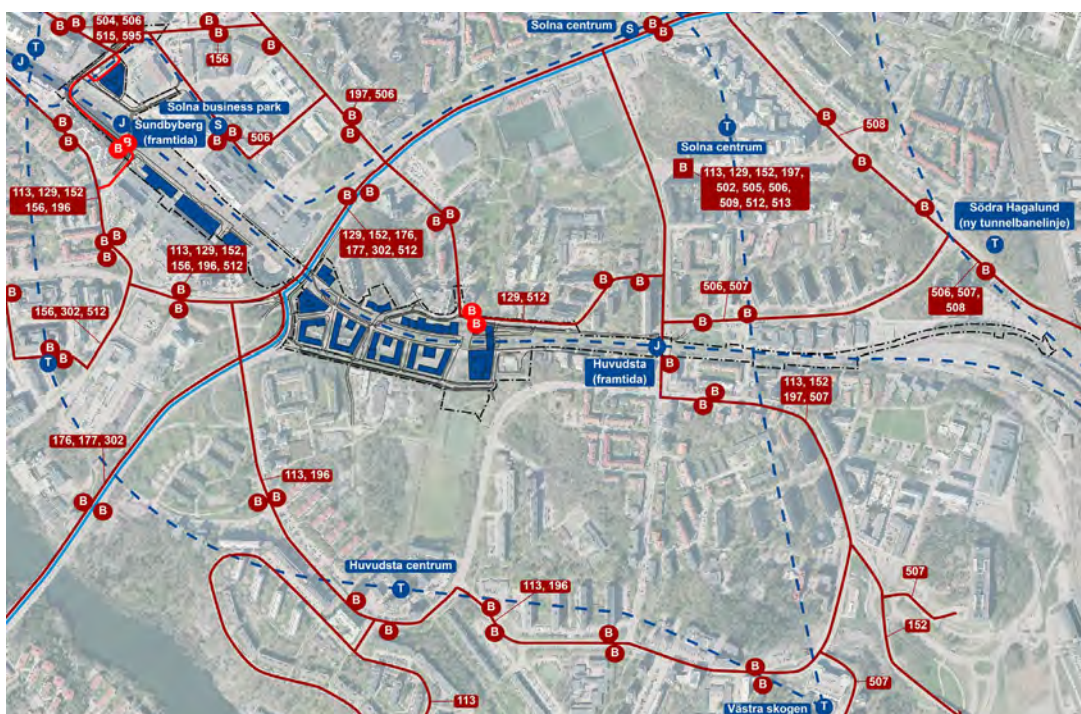 504, 506
515, 595
B
B
B
B
B
B
156
T
J
Solna centrum
S
B
B
Solna business park
J
S
Sundbyberg
(framtida)
B
B
506
197, 506
B
B
B
B
B
B
T
Solna centrum
B
113, 129, 152, 197,
502, 505, 506,
509, 512, 513
B
508
B
B
Södra Hagalund
(ny tunnelbanelinje)
T
B
506, 507,
508
113, 129, 152
156, 196
B
B
113, 129, 152,
156, 196, 512
B
B
B
B
129, 152, 176,
177, 302, 512
B
B
B
156, 302, 512
B
B
T
B
B
129, 512
B
B
506, 507
B
B
Huvudsta
(framtida)
J
B
B
B
113, 152
197, 507
176, 177, 302
B
B
113, 196
B
B
Huvudsta centrum
T
B
B
113, 196
B
B
B
B
507
152
B
B
507
113
Västra skogen
T